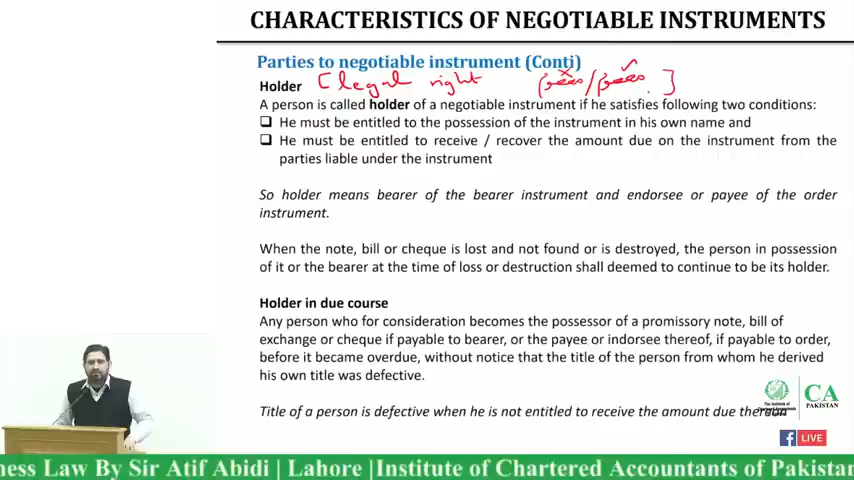 CHARACTERISTICS OF NEGOTIABLE INSTRUMENTS
Parties to negotiable instrument (Conti)
Holder [legal right
A person is called holder of a negotiable instrument if he satisfies following two conditions:
He must be entitled to the possession of the instrument in his own name and
He must be entitled to receive / recover the amount due on the instrument from the
parties liable under the instrument
So holder means bearer of the bearer instrument and endorsee or payee of the order
instrument.
When the note, bill or cheque is lost and not found or is destroyed, the person in possession
of it or the bearer at the time of loss or destruction shall deemed to continue to be its holder.
Holder in due course
Any person who for consideration becomes the possessor of a promissory note, bill of
exchange or cheque if payable to bearer, or the payee or indorsee thereof, if payable to order,
before it became overdue, without notice that the title of the person from whom he derived
his own title was defective.
Title of a person is defective when he is not entitled to receive the amount due thereon
CA
PAKISTAN
f LIVE
ness Law By Sir Atif Abidi | Lahore |Institute of Chartered Accountants of Pakistan